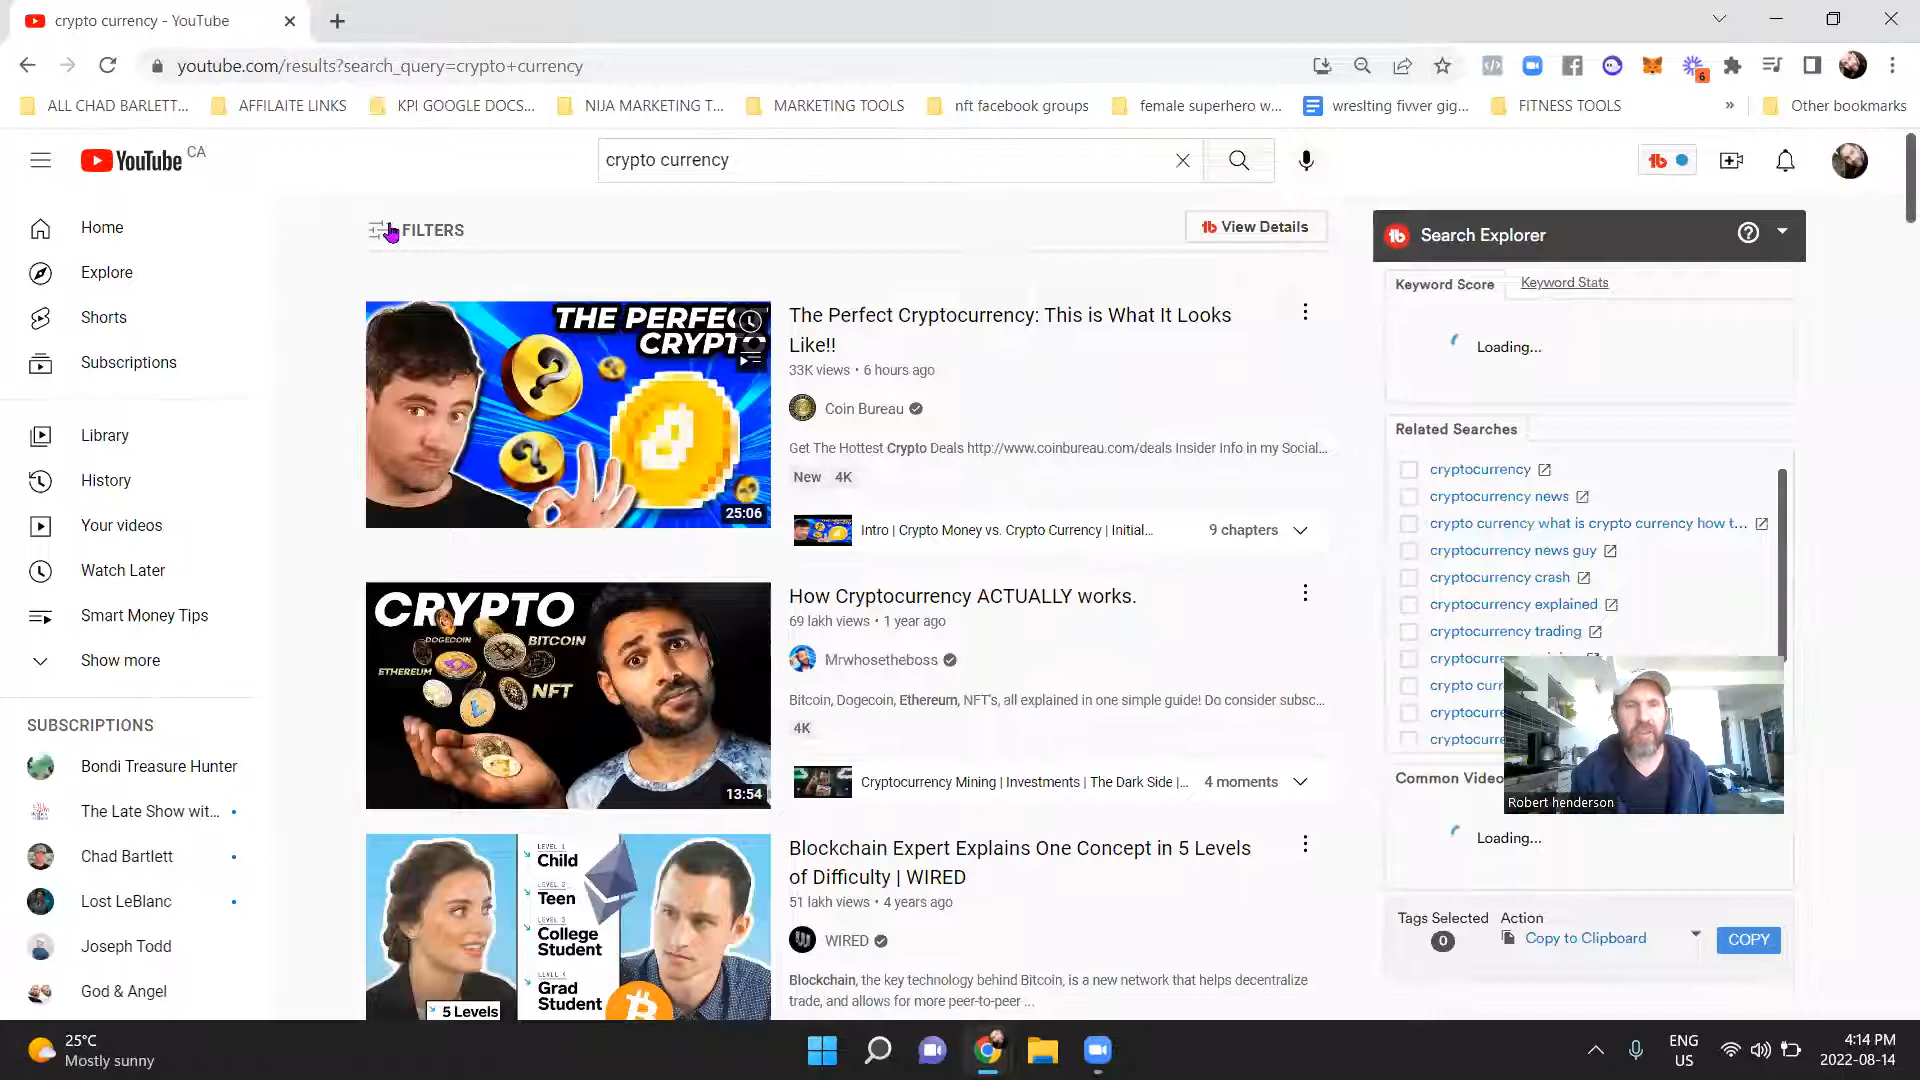 crypto currency - YouTube
youtube.com/results?search_query=crypto+currency
6
ALL CHAD BARLETT...
AFFILAITE LINKS
KPI GOOGLE DOCS...
NIJA MARKETING T...
MARKETING TOOLS
nft facebook groups
female superhero w...
wreslting fivver gig...
FITNESS TOOLS
»
Other bookmarks
YouTube CA
crypto currency
tb
Home
Explore
Shorts
Subscriptions
Library
History
Your videos
Watch Later
Smart Money Tips
Show more
SUBSCRIPTIONS
Bondi Treasure Hunter
The Late Show wit...
Chad Bartlett
Lost LeBlanc
Joseph Todd
God & Angel
FILTERS
tb View Details
THE PERFEC
CRYPT
25:06
The Perfect Cryptocurrency: This is What It Looks
Like!!
33K views • 6 hours ago
Coin Bureau
Get The Hottest Crypto Deals http://www.coinbureau.com/deals Insider Info in my Social...
New 4K
Intro | Crypto Money vs. Crypto Currency | Initial...
9 chapters
CRYPTO
DOGECOIN
BITCOIN
ETHEREUM
NFT
13:54
How Cryptocurrency ACTUALLY works.
69 lakh views • 1 year ago
Mrwhosetheboss
Bitcoin, Dogecoin, Ethereum, NFT's, all explained in one simple guide! Do consider subsc...
4K
Cryptocurrency Mining | Investments | The Dark Side |...
4 moments
LEVEL 1
Child
LEVEL 2
Teen
LEVEL 3
College
Student
LEVEL 4
Grad
Student
5 Levels
Blockchain Expert Explains One Concept in 5 Levels
of Difficulty | WIRED
51 lakh views • 4 years ago
WIRED
Blockchain, the key technology behind Bitcoin, is a new network that helps decentralize
trade, and allows for more peer-to-peer ...
tb Search Explorer
Keyword Score
Keyword Stats
Loading...
Related Searches
cryptocurrency
cryptocurrency news
crypto currency what is crypto currency how t...
cryptocurrency news guy
cryptocurrency crash
cryptocurrency explained
cryptocurrency trading
cryptocurre
crypto curr
cryptocurre
cryptocurre
Common Video
Robert henderson
Loading...
Tags Selected
0
Action
Copy to Clipboard
COPY
25°C
Mostly sunny
ENG
US
4:14 PM
2022-08-14